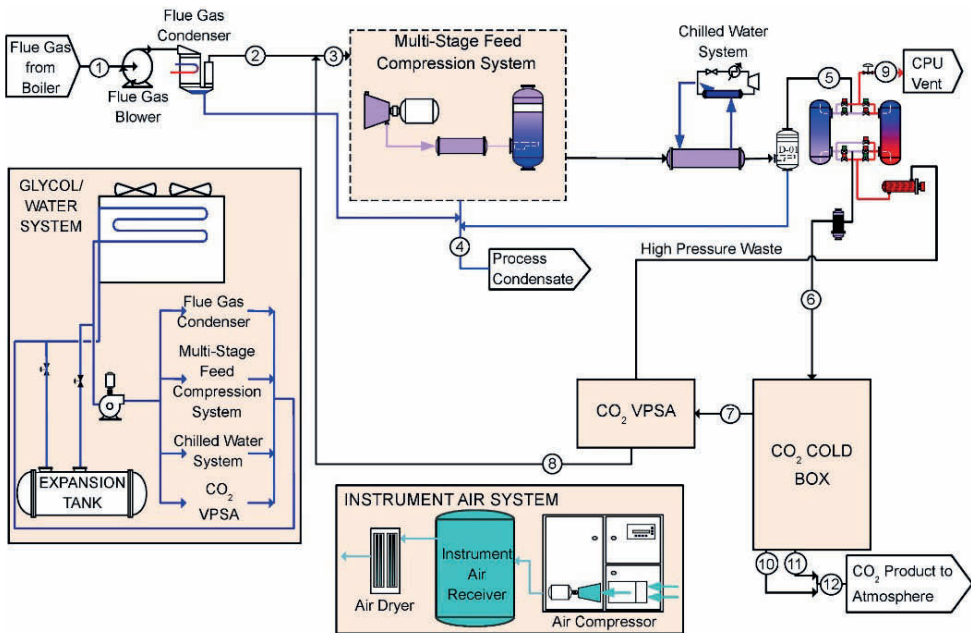 Flue Gas
from
Boiler
1
Flue Gas
Blower
Flue Gas
Condenser
2
3
Multi-Stage Feed
Compression System
Chilled Water
System
D-01
5
9
CPU
Vent
4
Process
Condensate
High Pressure Waste
6
GLYCOL/
WATER
SYSTEM
Flue Gas
Condenser
Multi-Stage
Feed
Compression
System
Chilled Water
System
CO2
VPSA
EXPANSION
TANK
CO2 VPSA
7
8
CO2 COLD
BOX
10
11
12
CO2 Product to
Atmosphere
INSTRUMENT AIR SYSTEM
Air Dryer
Instrument
Air
Receiver
Air Compressor